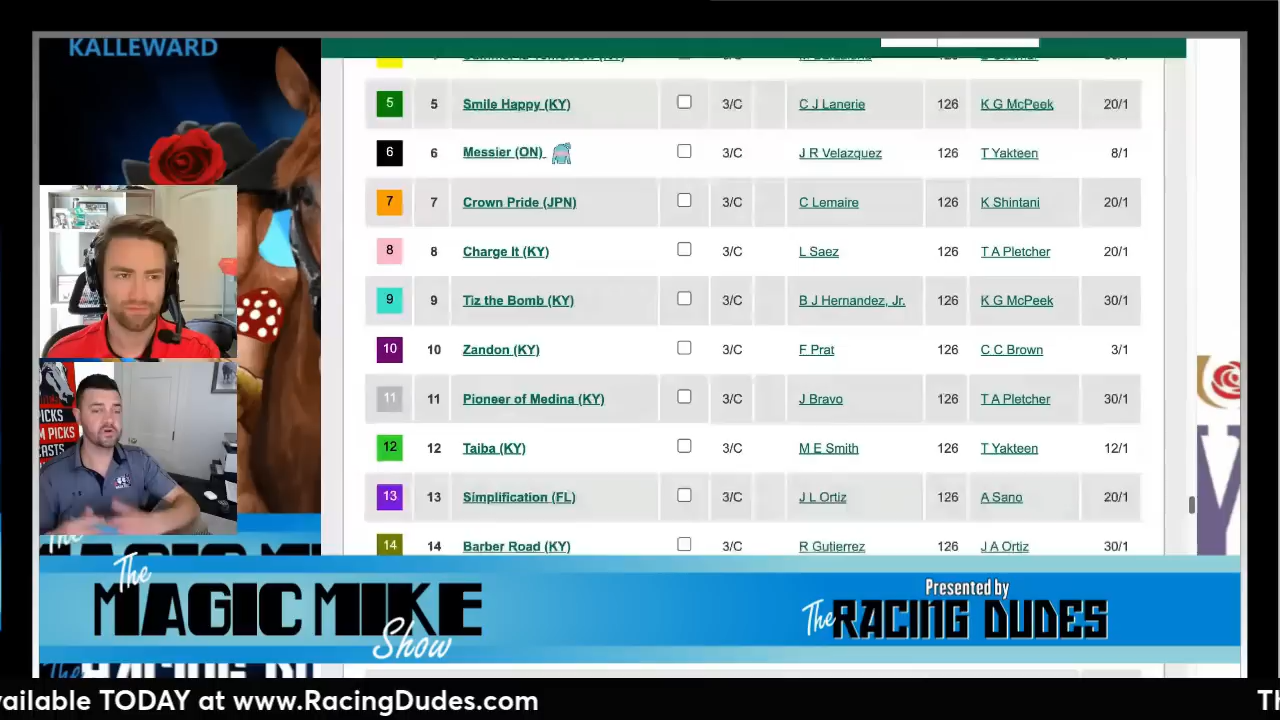 KALLEWARD
5 5 Smile Happy (KY) 3/C C J Lanerie 126 K G McPeek 20/1
6 6 Messier (ON) 3/C J R Velazquez 126 T Yakteen 8/1
7 7 Crown Pride (JPN) 3/C C Lemaire 126 K Shintani 20/1
8 8 Charge It (KY) 3/C L Saez 126 T A Pletcher 20/1
9 9 Tiz the Bomb (KY) 3/C B J Hernandez, Jr. 126 K G McPeek 30/1
10 10 Zandon (KY) 3/C F Prat 126 C C Brown 3/1
11 11 Pioneer of Medina (KY) 3/C J Bravo 126 T A Pletcher 30/1
12 12 Taiba (KY) 3/C M E Smith 126 T Yakteen 12/1
13 13 Simplification (FL) 3/C J L Ortiz 126 A Sano 20/1
14 14 Barber Road (KY) 3/C R Gutierrez 126 J A Ortiz 30/1
PICKS
M PICKS
ASTS
The
MAGIC MIKE
Show
Presented by
The RACING DUDES
vailable TODAY at www.RacingDudes.com
Th